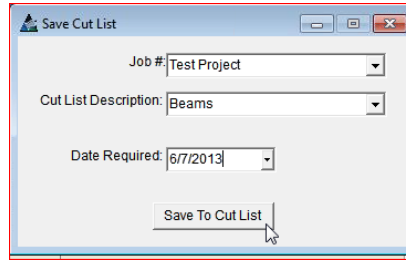 Save Cut List
Job #: Test Project
Cut List Description: Beams
Date Required: 6/7/2013
Save To Cut List